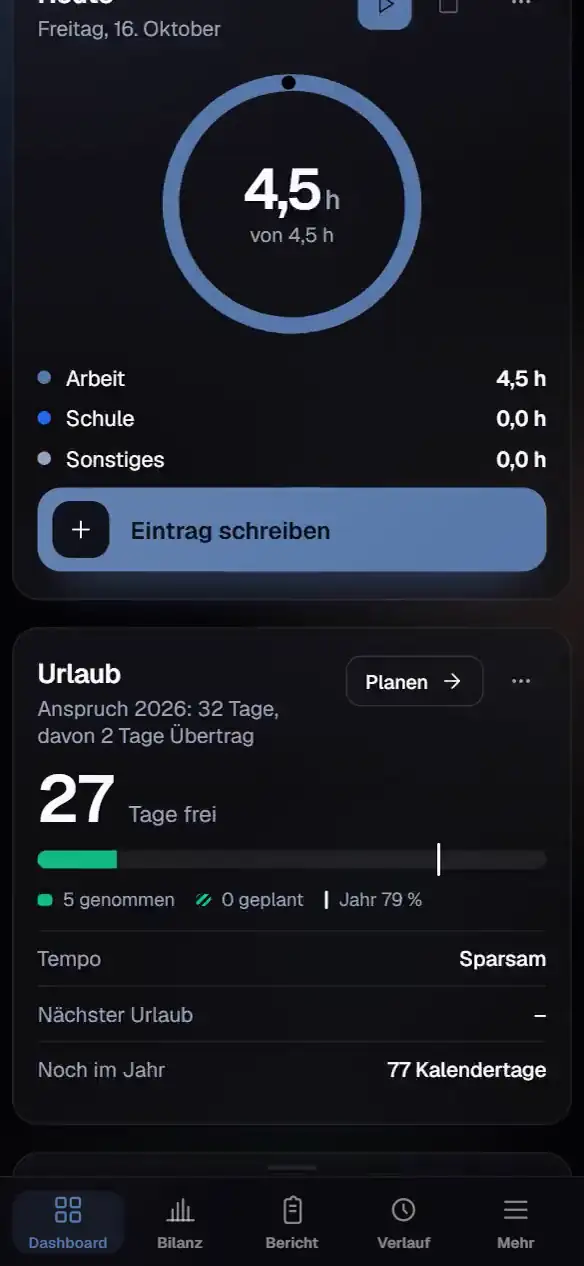 Heute
Freitag, 16. Oktober
4,5 h
von 4,5 h
Arbeit 4,5 h
Schule 0,0 h
Sonstiges 0,0 h
Eintrag schreiben
Urlaub
Planen
Anspruch 2026: 32 Tage,
davon 2 Tage Übertrag
27 Tage frei
5 genommen 0 geplant Jahr 79 %
Tempo Sparsam
Nächster Urlaub –
Noch im Jahr 77 Kalendertage
Dashboard Bilanz Bericht Verlauf Mehr